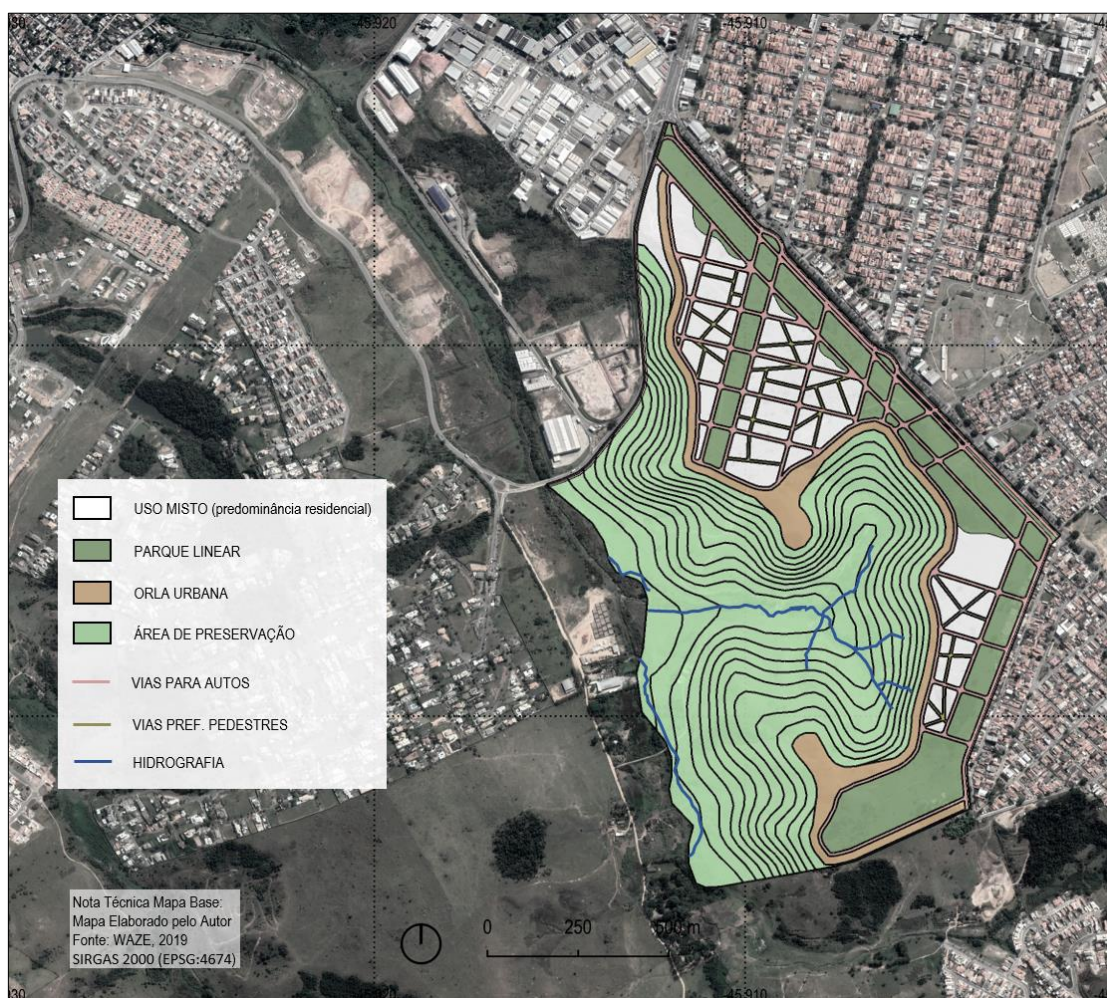 -45.920
-45.910
USO MISTO (predominância residencial)
PARQUE LINEAR
ORLA URBANA
ÁREA DE PRESERVAÇÃO
VIAS PARA AUTOS
VIAS PREF. PEDESTRES
HIDROGRAFIA
Nota Técnica Mapa Base:
Mapa Elaborado pelo Autor
Fonte: WAZE, 2019
SIRGAS 2000 (EPSG:4674)
0 250 500 m
-45.920
-45.910